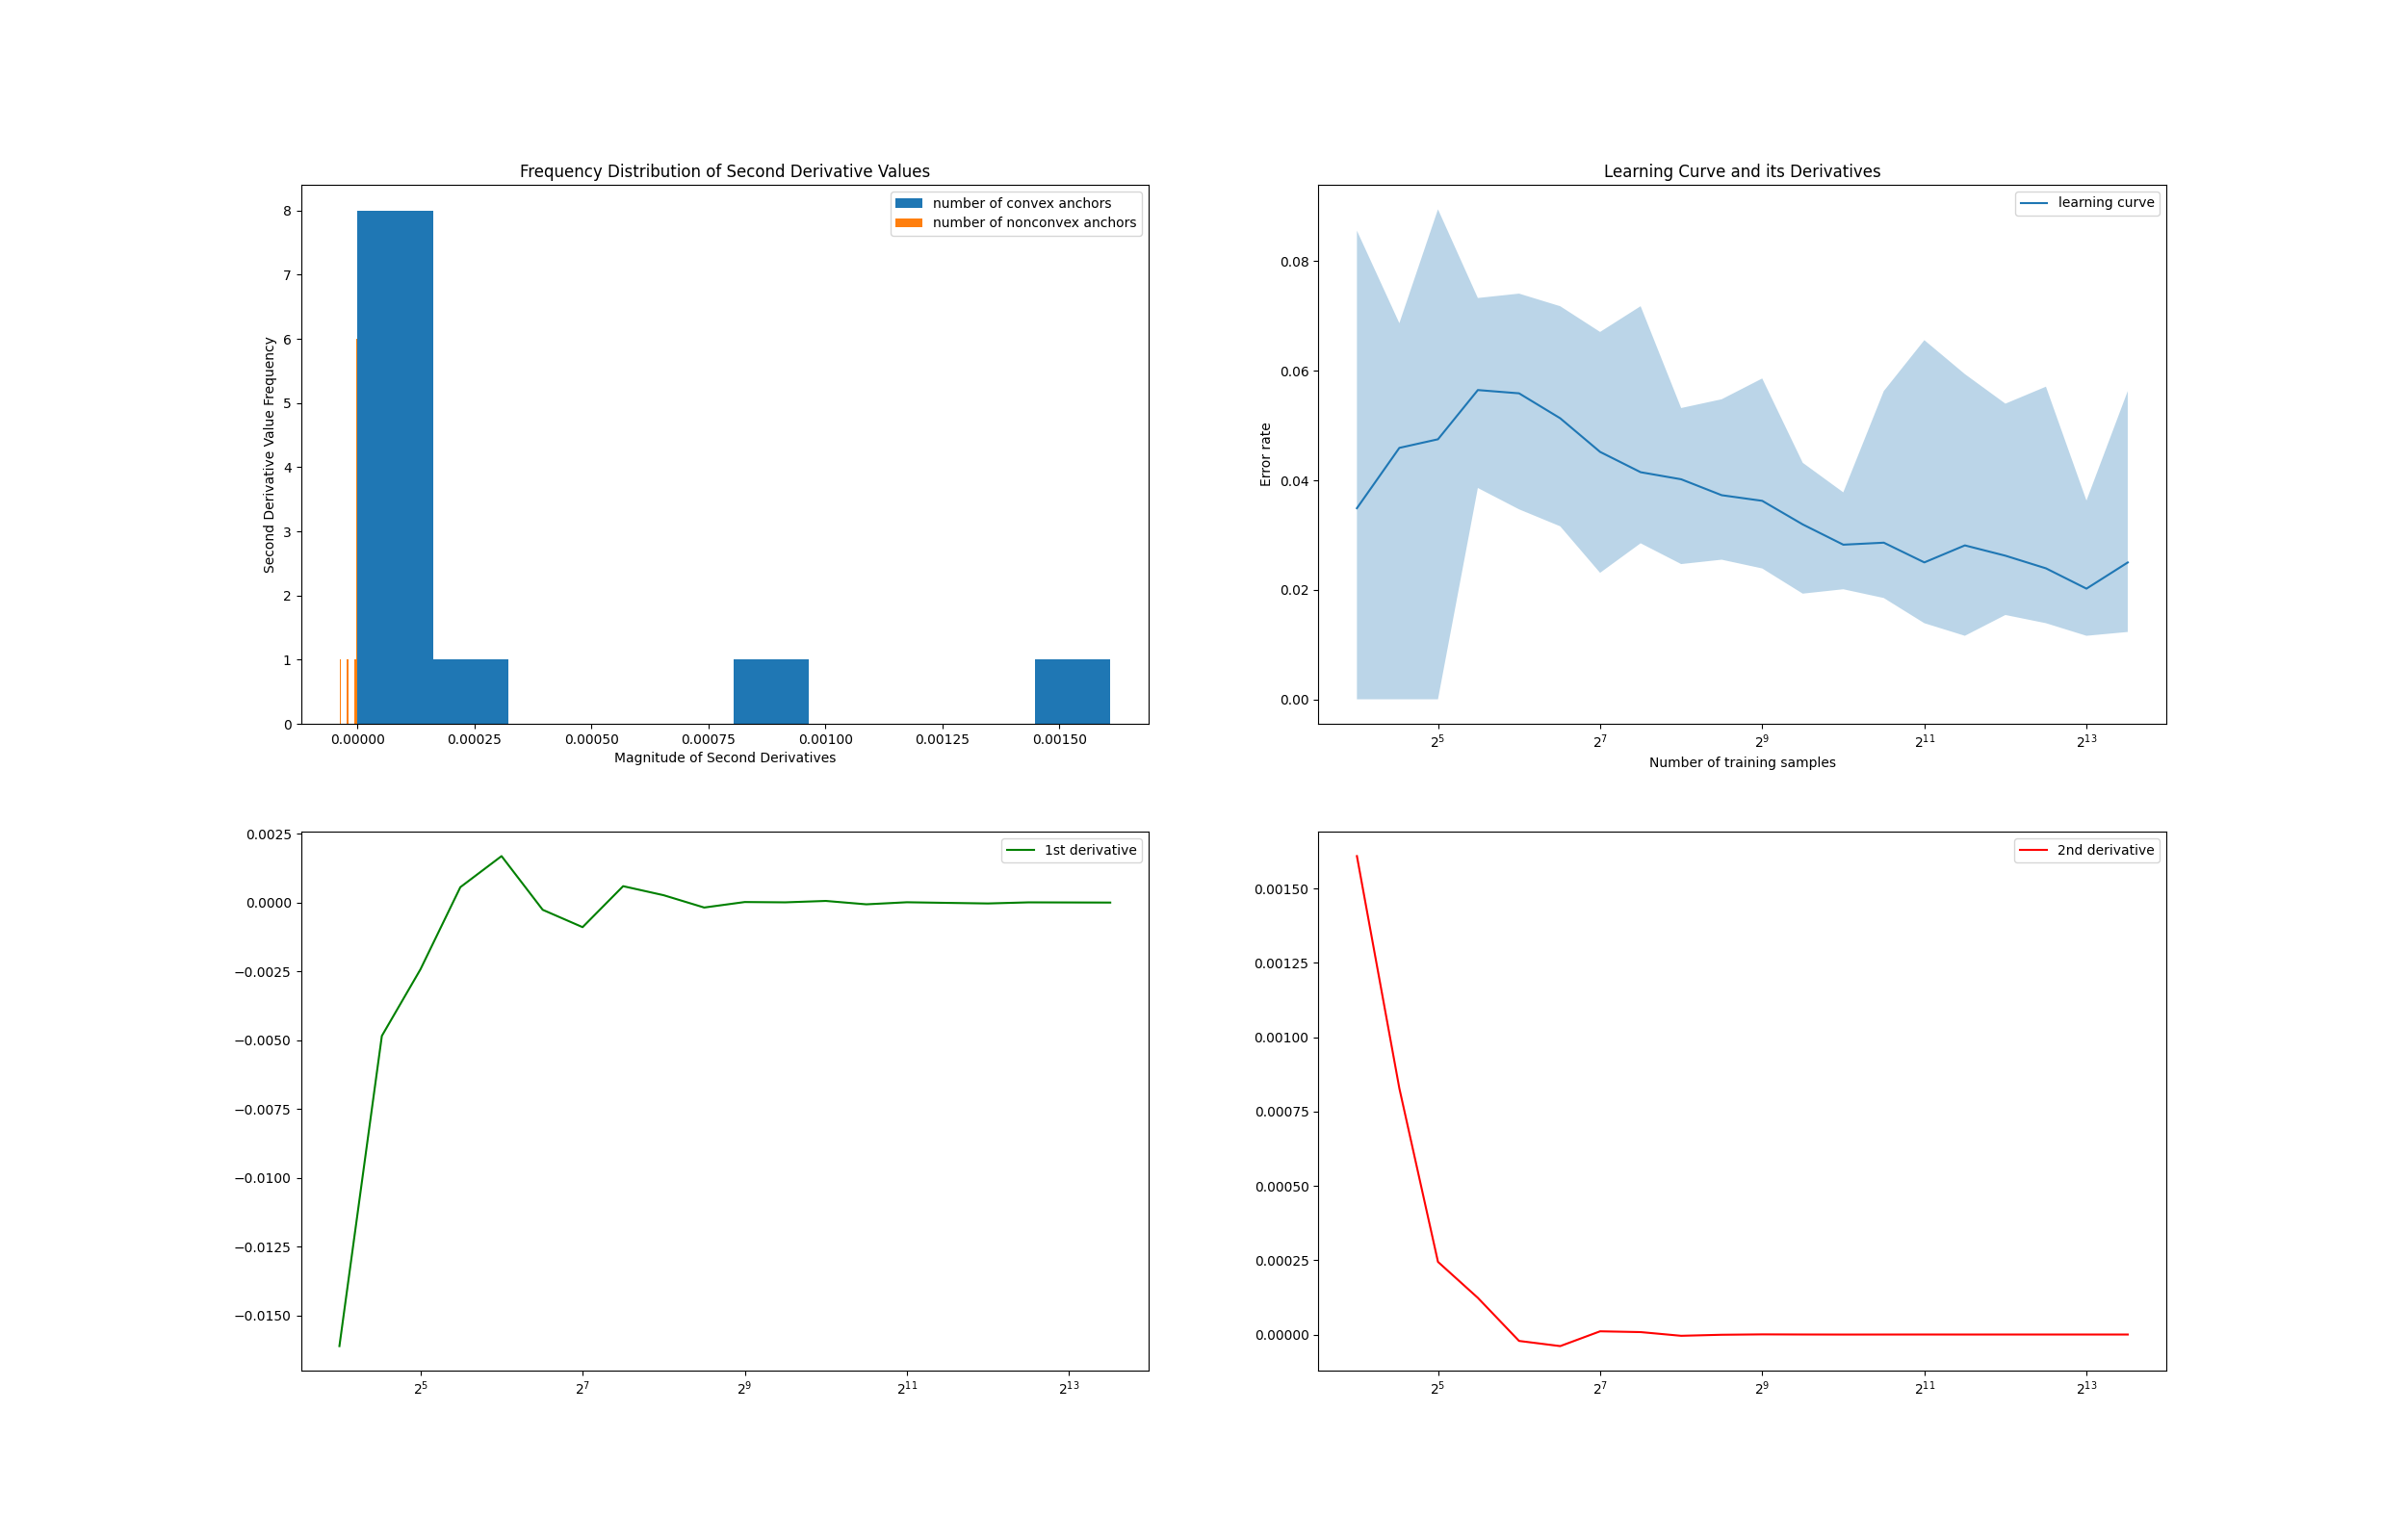 Frequency Distribution of Second Derivative Values
number of convex anchors
number of nonconvex anchors
8
7
6
5
4
3
2
1
0
Second Derivative Value Frequency
0.00000 0.00025 0.00050 0.00075 0.00100 0.00125 0.00150
Magnitude of Second Derivatives
Learning Curve and its Derivatives
learning curve
0.08
0.06
0.04
0.02
0.00
Error rate
2^5 2^7 2^9 2^11 2^13
Number of training samples
1st derivative
0.0025
0.0000
−0.0025
−0.0050
−0.0075
−0.0100
−0.0125
−0.0150
2^5 2^7 2^9 2^11 2^13
2nd derivative
0.00150
0.00125
0.00100
0.00075
0.00050
0.00025
0.00000
2^5 2^7 2^9 2^11 2^13